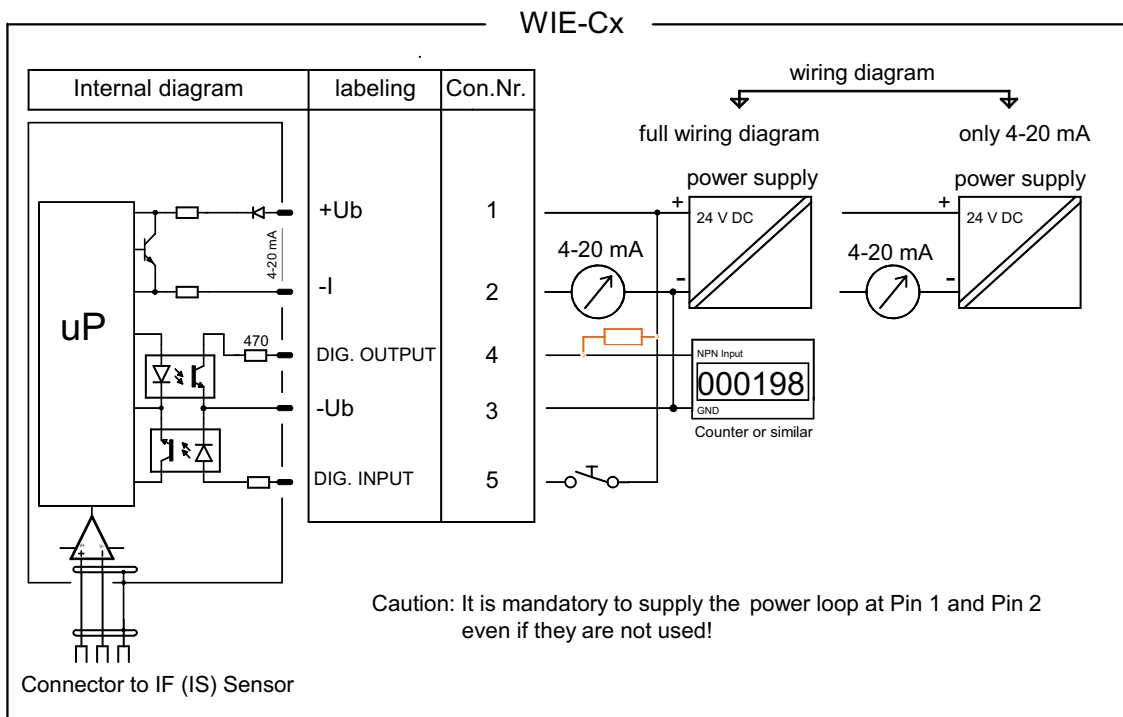 WIE-Cx
Internal diagram labeling Con.Nr.
wiring diagram
full wiring diagram only 4-20 mA
power supply power supply
+Ub 1 + 24 V DC + 24 V DC
4-20 mA
4-20 mA 4-20 mA
-I 2 - -
uP
470 DIG. OUTPUT 4 NPN Input
000198
-Ub 3 GND
Counter or similar
DIG. INPUT 5
+ -
Caution: It is mandatory to supply the power loop at Pin 1 and Pin 2
even if they are not used!
Connector to IF (IS) Sensor